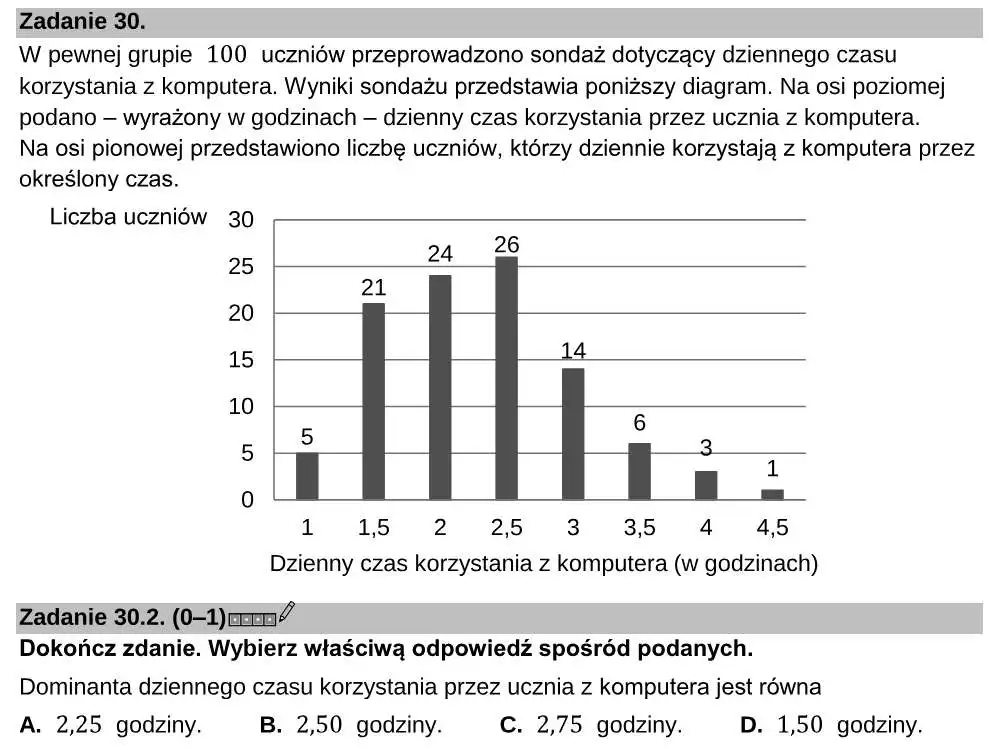 Zadanie 30.
W pewnej grupie 100 uczniów przeprowadzono sondaż dotyczący dziennego czasu
korzystania z komputera. Wyniki sondażu przedstawia poniższy diagram. Na osi poziomej
podano – wyrażony w godzinach – dzienny czas korzystania przez ucznia z komputera.
Na osi pionowej przedstawiono liczbę uczniów, którzy dziennie korzystają z komputera przez
określony czas.
Liczba uczniów
30
25
20
15
10
5
0
5
21
24
26
14
6
3
1
1 1,5 2 2,5 3 3,5 4 4,5
Dzienny czas korzystania z komputera (w godzinach)
Zadanie 30.2. (0–1)
Dokończ zdanie. Wybierz właściwą odpowiedź spośród podanych.
Dominanta dziennego czasu korzystania przez ucznia z komputera jest równa
A. 2,25 godziny. B. 2,50 godziny. C. 2,75 godziny. D. 1,50 godziny.